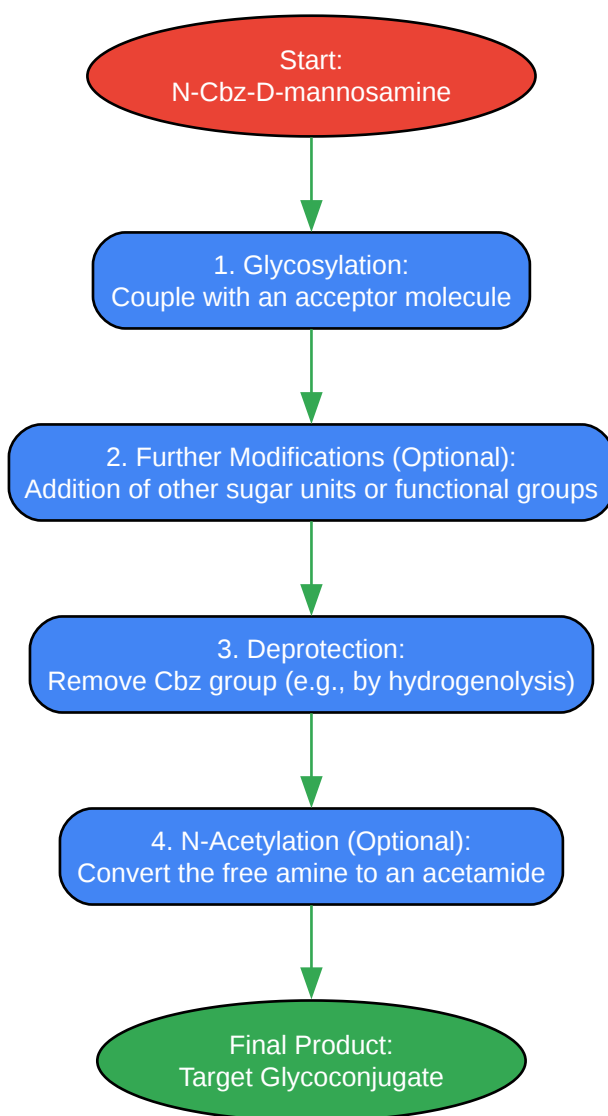 Start:
N-Cbz-D-mannosamine
1. Glycosylation:
Couple with an acceptor molecule
2. Further Modifications (Optional):
Addition of other sugar units or functional groups
3. Deprotection:
Remove Cbz group (e.g., by hydrogenolysis)
4. N-Acetylation (Optional):
Convert the free amine to an acetamide
Final Product:
Target Glycoconjugate